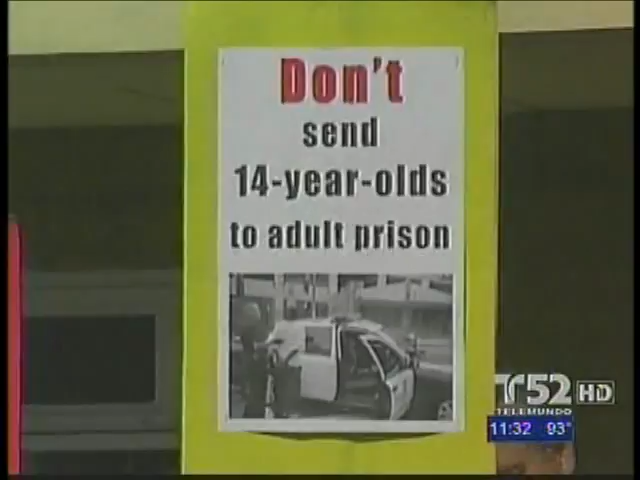 Don't
send
14-year-olds
to adult prison
T52 HD
TELEMUNDO
11:32 93°